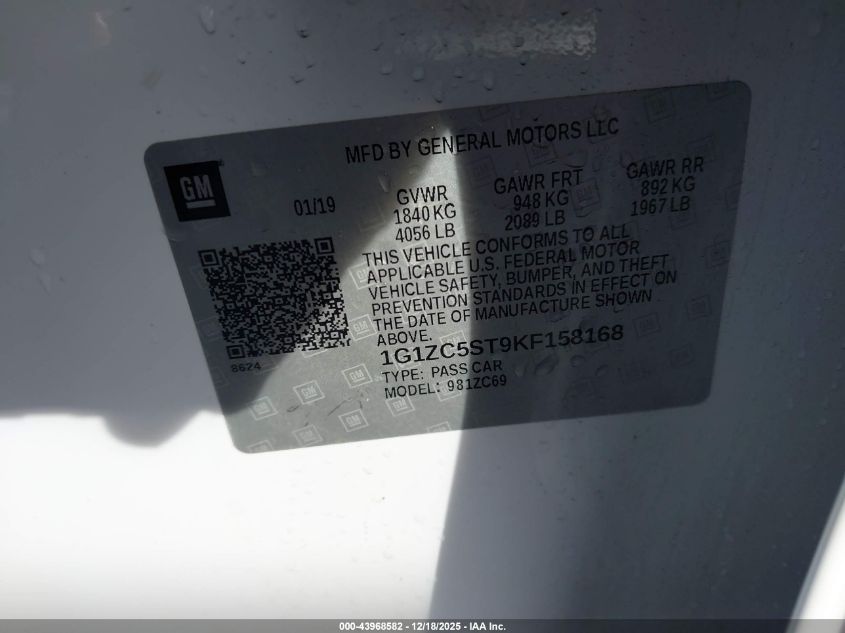 MFD BY GENERAL MOTORS LLC
GM
01/19
GVWR
1840 KG
4056 LB
GAWR FRT
948 KG
2089 LB
GAWR RR
892 KG
1967 LB
THIS VEHICLE CONFORMS TO ALL
APPLICABLE U.S. FEDERAL MOTOR
VEHICLE SAFETY, BUMPER, AND THEFT
PREVENTION STANDARDS IN EFFECT ON
THE DATE OF MANUFACTURE SHOWN
ABOVE.
8624
1G1ZC5ST9KF158168
TYPE: PASS CAR
MODEL: 981ZC69
000-43968582 / 12/18/2025 - IAA Inc.